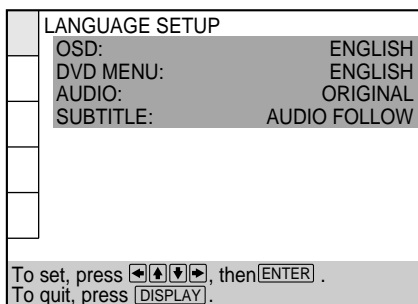 LANGUAGE SETUP
OSD: ENGLISH
DVD MENU: ENGLISH
AUDIO: ORIGINAL
SUBTITLE: AUDIO FOLLOW
To set, press ←↑↓→, then ENTER .
To quit, press DISPLAY.